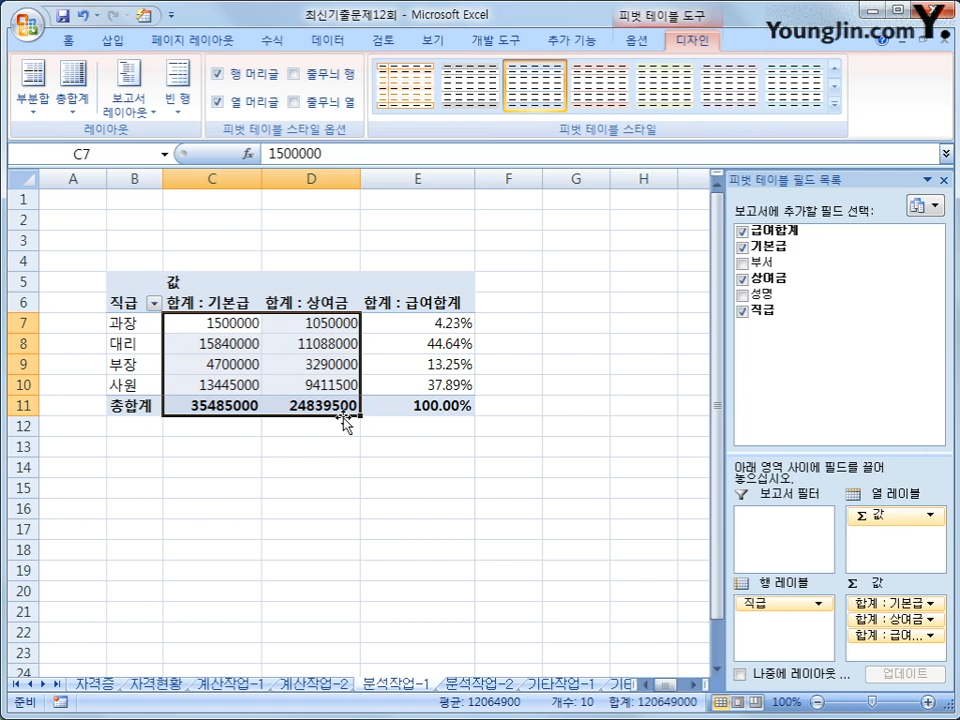 최신기출문제12회 - Microsoft Excel
피벗 테이블 도구
YoungJin.com Y.
홈 삽입 페이지 레이아웃 수식 데이터 검토 보기 개발 도구 추가 기능 옵션 디자인
부분합 총합계 보고서 레이아웃 빈 행
행 머리글 줄무늬 행
열 머리글 줄무늬 열
레이아웃 피벗 테이블 스타일 옵션 피벗 테이블 스타일
C7 fx 1500000
A B C D E F G H
피벗 테이블 필드 목록
보고서에 추가할 필드 선택:
급여합계
기본급
부서
상여금
성명
직급
1
2
3
4
5 값
6 직급 합계 : 기본급 합계 : 상여금 합계 : 급여합계
7 과장 1500000 1050000 4.23%
8 대리 15840000 11088000 44.64%
9 부장 4700000 3290000 13.25%
10 사원 13445000 9411500 37.89%
11 총합계 35485000 24839500 100.00%
12
13
14
15
16
17
18
19
20
21
22
23
24
아래 영역 사이에 필드를 끌어
놓으십시오.
보고서 필터 열 레이블
Σ 값
행 레이블 Σ 값
직급 합계 : 기본급
합계 : 상여금
합계 : 급여...
나중에 레이아웃 ... 업데이트
자격증 자격현황 계산작업-1 계산작업-2 분석작업-1 분석작업-2 기타작업-1 기타
준비 평균: 12064900 개수: 10 합계: 120649000 100%